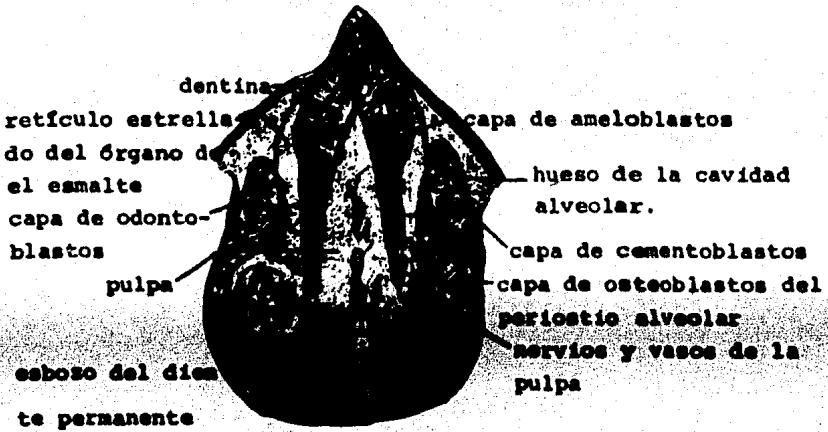 dentina
retículo estrella
do del órgano de
el esmalte
capa de odonto-
blastos
pulpa
esbozo del dien
te permanente
capa de ameloblastos
hueso de la cavidad
alveolar.
capa de cementoblastos
capa de osteoblastos del
periostio alveolar
nervios y vasos de la
pulpa